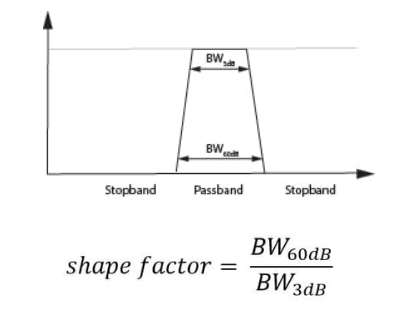 BW3dB
BW60dB
Stopband Passband Stopband
shape factor = BW60dB / BW3dB